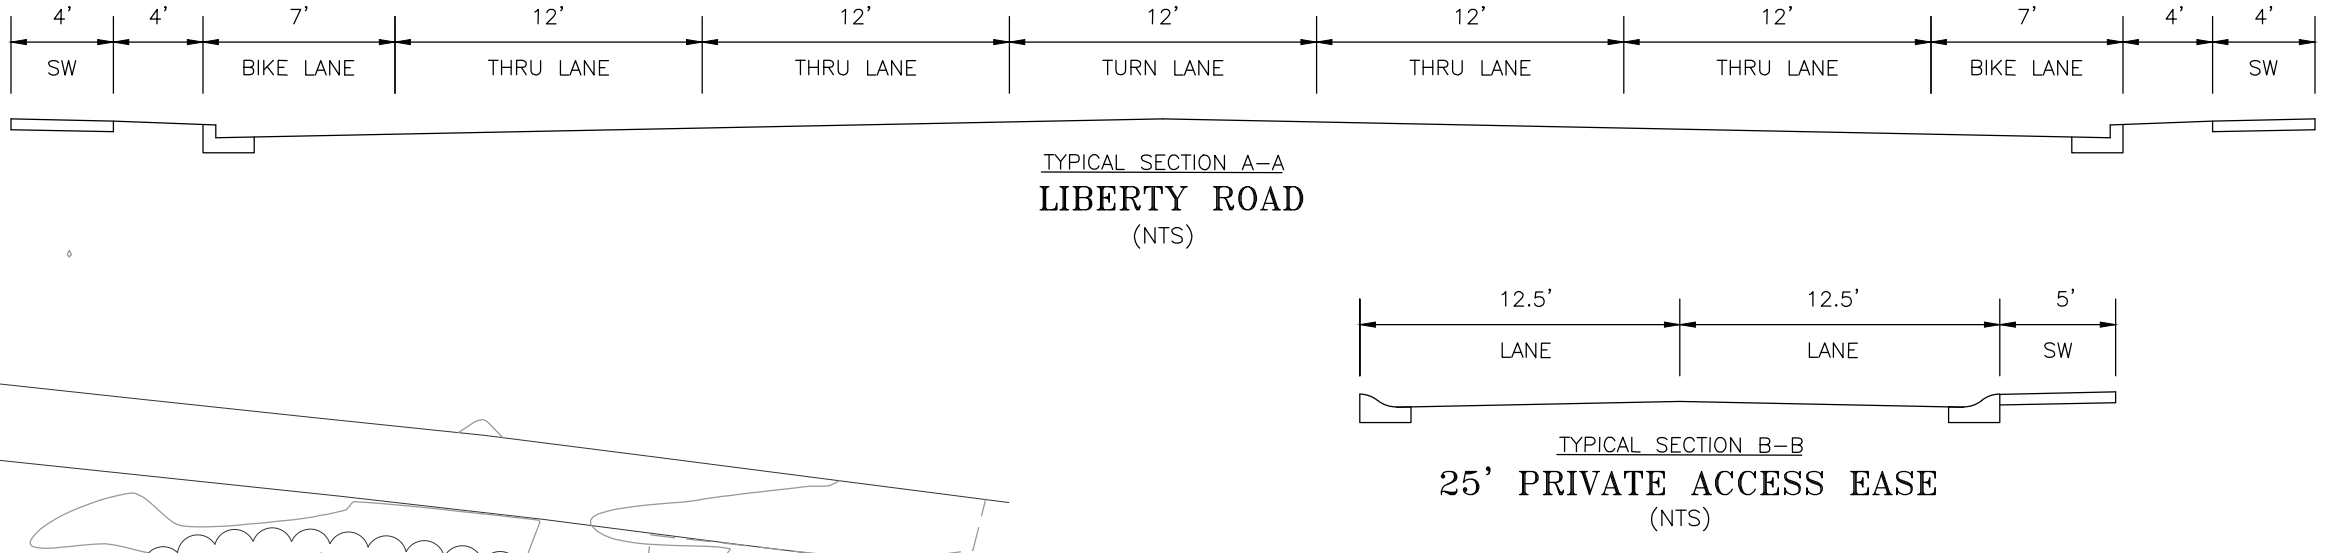 4' 4' 7' 12' 12' 12' 12' 12' 7' 4' 4'
SW BIKE LANE THRU LANE THRU LANE TURN LANE THRU LANE THRU LANE BIKE LANE SW
TYPICAL SECTION A-A
LIBERTY ROAD
(NTS)
12.5' 12.5' 5'
LANE LANE SW
TYPICAL SECTION B-B
25' PRIVATE ACCESS EASE
(NTS)